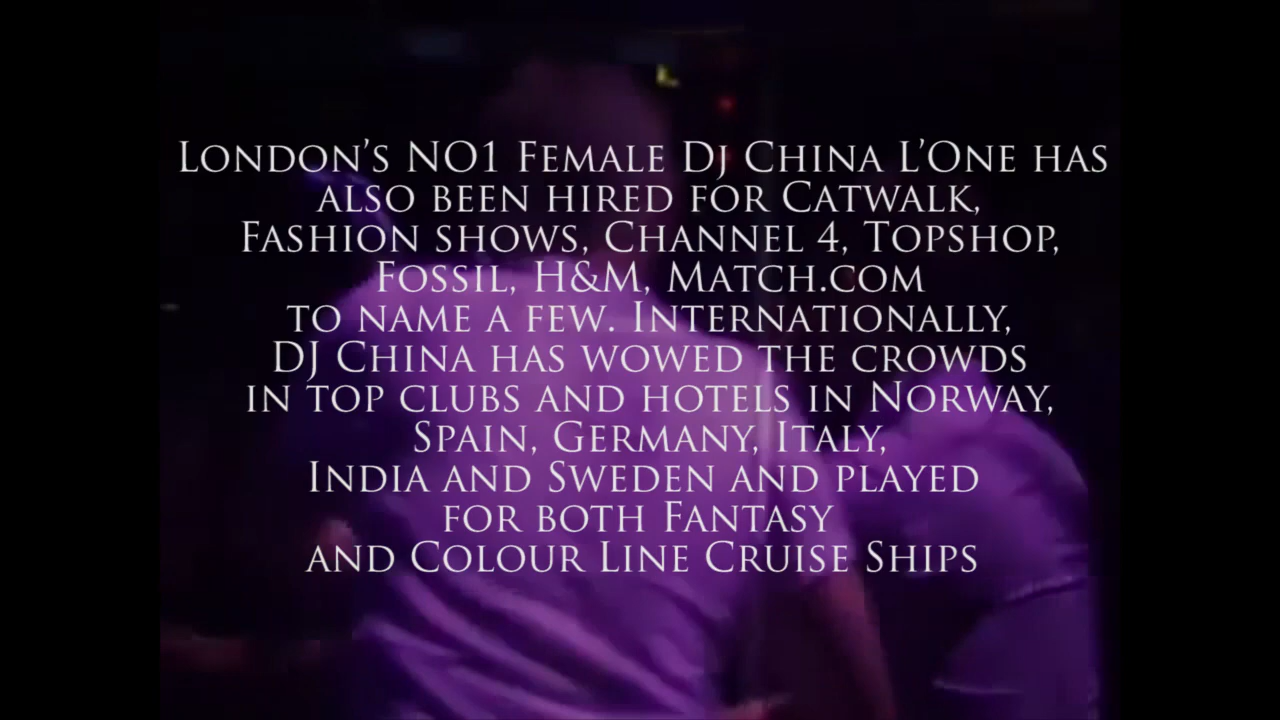 London's NO1 Female Dj China L'One has
also been hired for Catwalk,
Fashion shows, Channel 4, Topshop,
Fossil, H&M, Match.com
to name a few. Internationally,
DJ China has wowed the crowds
in top clubs and hotels in Norway,
Spain, Germany, Italy,
India and Sweden and played
for both Fantasy
and Colour Line Cruise Ships